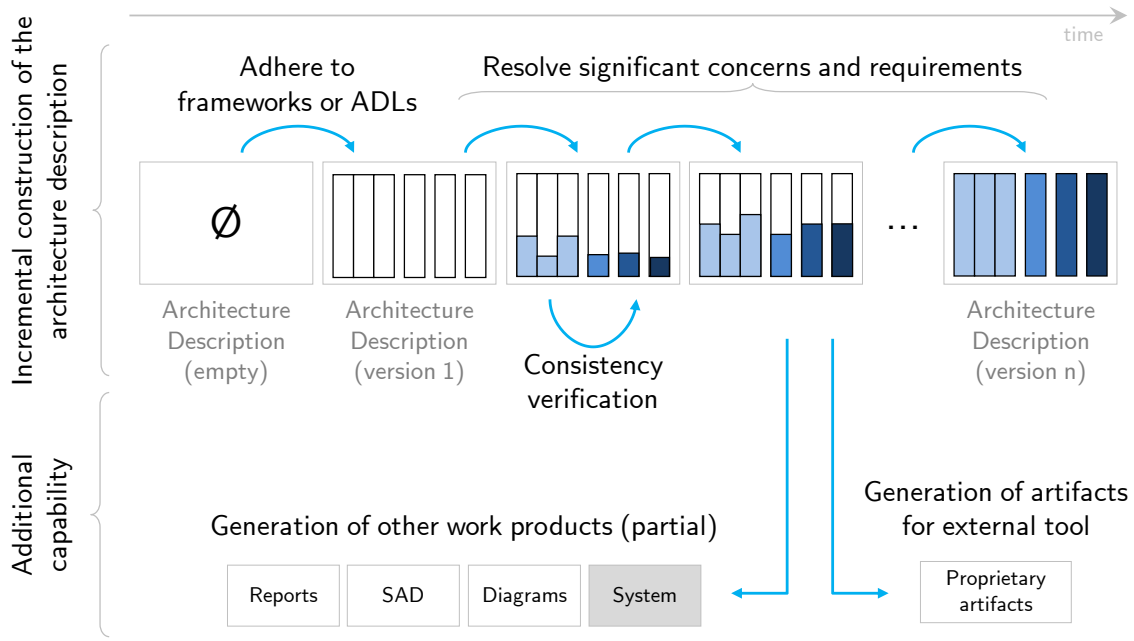 time
Incremental construction of the
architecture description
Adhere to
frameworks or ADLs
Resolve significant concerns and requirements
∅
...
Architecture
Description
(empty)
Architecture
Description
(version 1)
Consistency
verification
Architecture
Description
(version n)
Additional
capability
Generation of other work products (partial)
Reports
SAD
Diagrams
System
Generation of artifacts
for external tool
Proprietary
artifacts